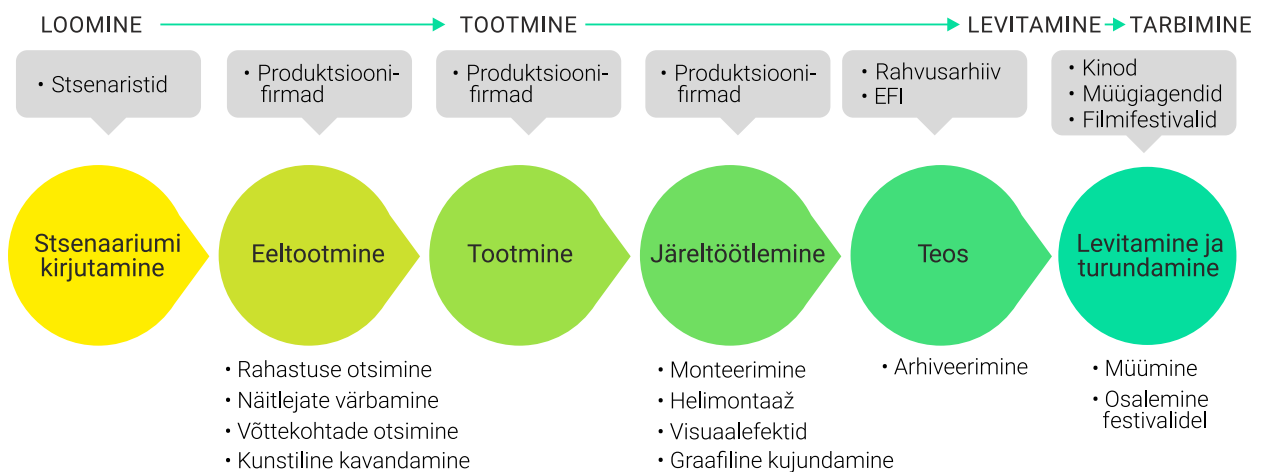 LOOMINE TOOTMINE LEVITAMINE TARBIMINE
• Stsenaristid
• Produktsiooni-
firmad
• Produktsiooni-
firmad
• Produktsiooni-
firmad
• Rahvusarhiiv
• EFI
• Kinod
• Müügiagendid
• Filmifestivalid
Stsenaariumi
kirjutamine
Eeltootmine
Tootmine
Järeltöötlemine
Teos
Levitamine ja
turundamine
• Rahastuse otsimine
• Näitlejate värbamine
• Võttekohtade otsimine
• Kunstiline kavandamine
• Monteerimine
• Helimontaaž
• Visuaalefektid
• Graafiline kujundamine
• Arhiveerimine
• Müümine
• Osalemine
festivalidel